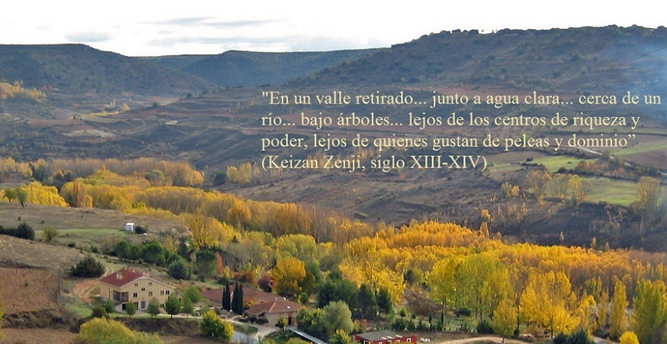 "En un valle retirado... junto a agua clara... cerca de un
río... bajo árboles... lejos de los centros de riqueza y
poder, lejos de quienes gustan de peleas y dominio”
(Keizan Zenji, siglo XIII-XIV)